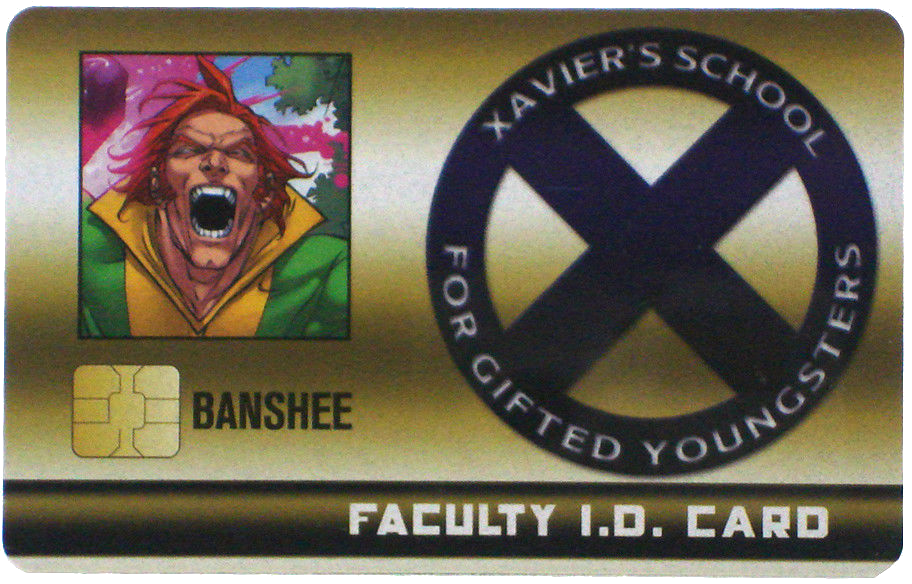 XAVIER'S SCHOOL
FOR GIFTED YOUNGSTERS
BANSHEE
FACULTY I.D. CARD